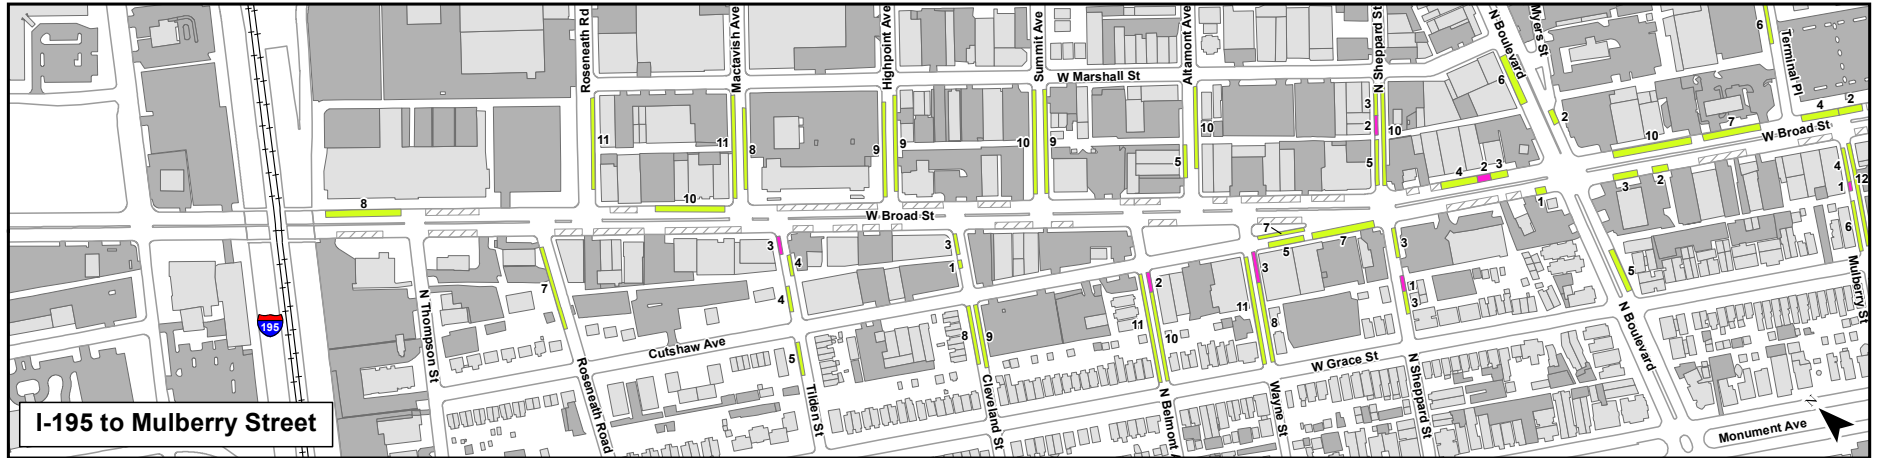 Roseneath Rd
Mactavish Ave
Highpoint Ave
Summit Ave
Altamont Ave
N Sheppard St
N Boulevard
Myers St
6
Terminal Pl
W Marshall St
6
3
4
2
11
11
8
9
9
10
9
10
2
10
2
10
7
W Broad St
5
5
4
2
3
3
2
4
1
12
8
10
W Broad St
1
7
7
5
6
3
4
3
1
3
5
7
4
2
3
1
3
11
10
11
8
Mulberry St
195
N Thompson St
8
9
N Boulevard
Cutshaw Ave
5
W Grace St
Roseneath Road
Tilden St
Cleveland St
N Belmont A
Wayne St
N Sheppard St
N
I-195 to Mulberry Street
Monument Ave